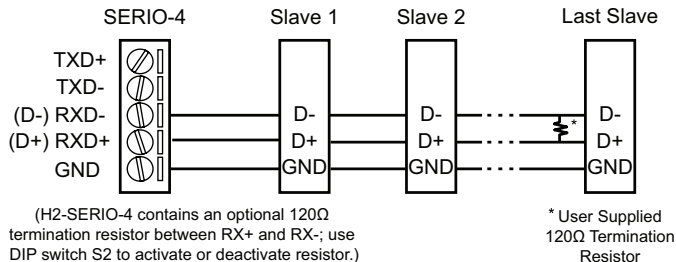 SERIO-4 Slave 1 Slave 2 Last Slave
TXD+
TXD-
(D-) RXD- D- D- * D-
(D+) RXD+ D+ D+ D+
GND GND GND GND
(H2-SERIO-4 contains an optional 120Ω
termination resistor between RX+ and RX-; use
DIP switch S2 to activate or deactivate resistor.)
* User Supplied
120Ω Termination
Resistor